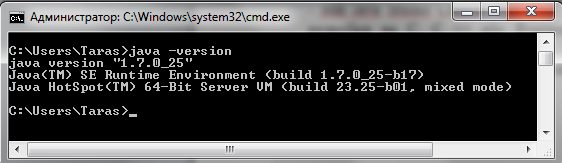 Администратор: C:\Windows\system32\cmd.exe
C:\Users\Taras>java -version
java version "1.7.0_25"
Java(TM) SE Runtime Environment (build 1.7.0_25-b17)
Java HotSpot(TM) 64-Bit Server VM (build 23.25-b01, mixed mode)
C:\Users\Taras>_